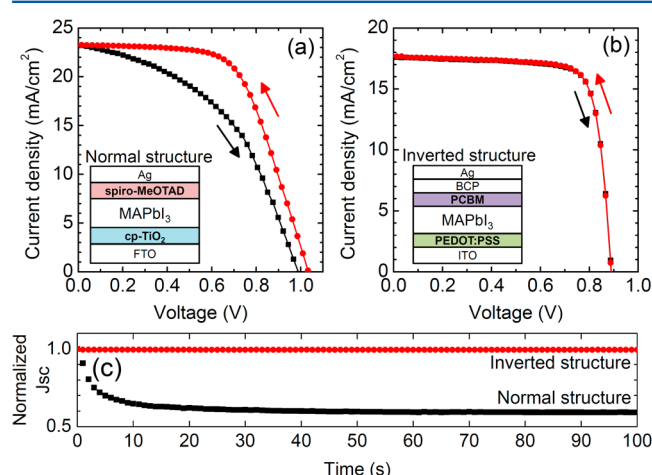 (a)
Current density (mA/cm²)
25
20
15
10
5
0
Normal structure
Ag
spiro-MeOTAD
MAPbI₃
cp-TiO₂
FTO
0.0 0.2 0.4 0.6 0.8 1.0
Voltage (V)
(b)
Current density (mA/cm²)
20
15
10
5
0
Inverted structure
Ag
BCP
PCBM
MAPbI₃
PEDOT:PSS
ITO
0.0 0.2 0.4 0.6 0.8 1.0
Voltage (V)
(c)
Normalized
Jsc
1.0
0.5
Inverted structure
Normal structure
0 10 20 30 40 50 60 70 80 90 100
Time (s)